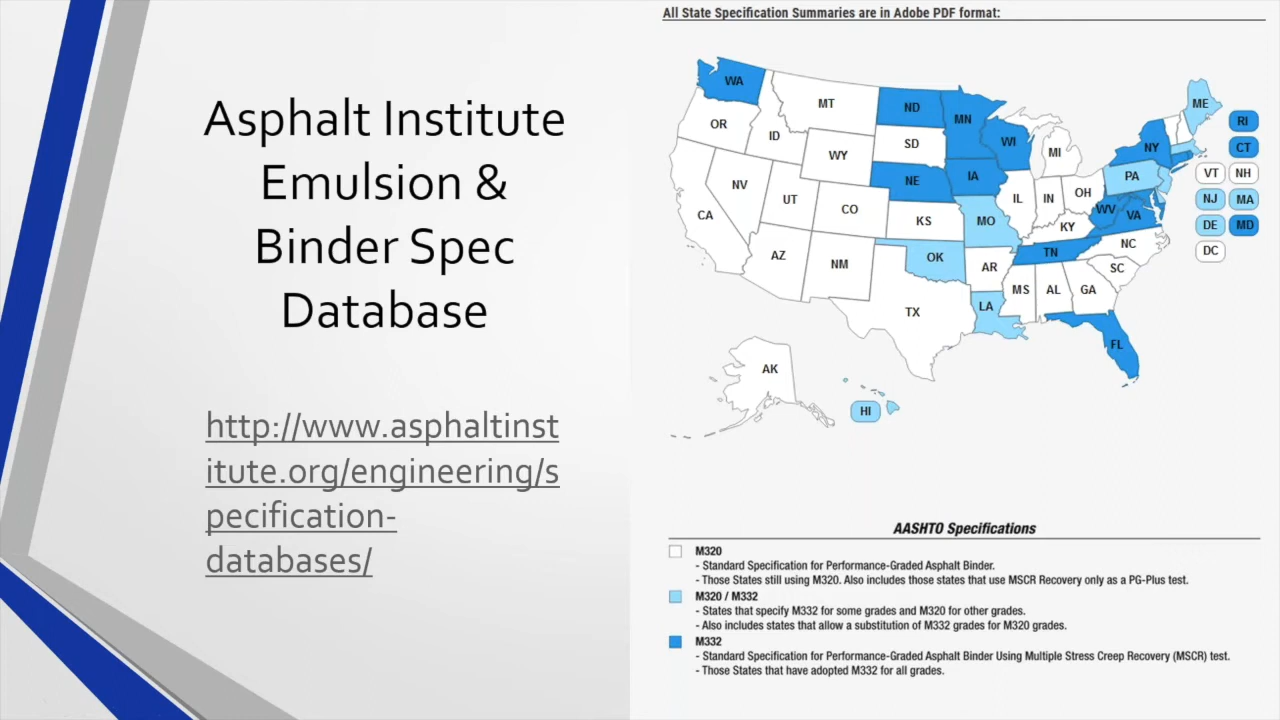 Asphalt Institute
Emulsion &
Binder Spec
Database
http://www.asphaltinst
itute.org/engineering/s
pecification-
databases/
All State Specification Summaries are in Adobe PDF format:
WA
MT
ND
MN
ME
OR
ID
SD
WI
MI
NY
RI
CT
WY
VT
NH
NE
IA
PA
NV
UT
CO
IL
IN
OH
NJ
MA
CA
KS
MO
WV
VA
DE
MD
KY
AZ
NM
OK
AR
TN
NC
DC
SC
MS
AL
GA
TX
LA
FL
AK
HI
AASHTO Specifications
M320
- Standard Specification for Performance-Graded Asphalt Binder.
- Those States still using M320. Also includes those states that use MSCR Recovery only as a PG-Plus test.
M320 / M332
- States that specify M332 for some grades and M320 for other grades.
- Also includes states that allow a substitution of M332 grades for M320 grades.
M332
- Standard Specification for Performance-Graded Asphalt Binder Using Multiple Stress Creep Recovery (MSCR) test.
- Those States that have adopted M332 for all grades.